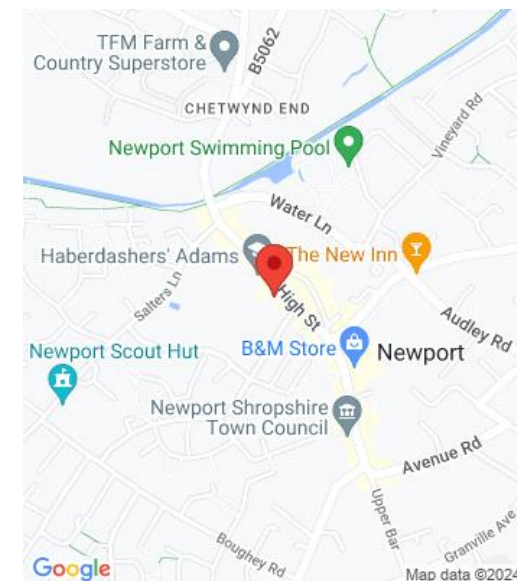 TFM Farm &
Country Superstore
B5062
CHETWYND END
Newport Swimming Pool
Vineyard Rd
Water Ln
Haberdashers' Adams
The New Inn
Salters Ln
High St
Audley Rd
B&M Store
Newport
Newport Scout Hut
Newport Shropshire
Town Council
Avenue Rd
Upper Bar
Granville Ave
Boughey Rd
Google
Map data ©2024